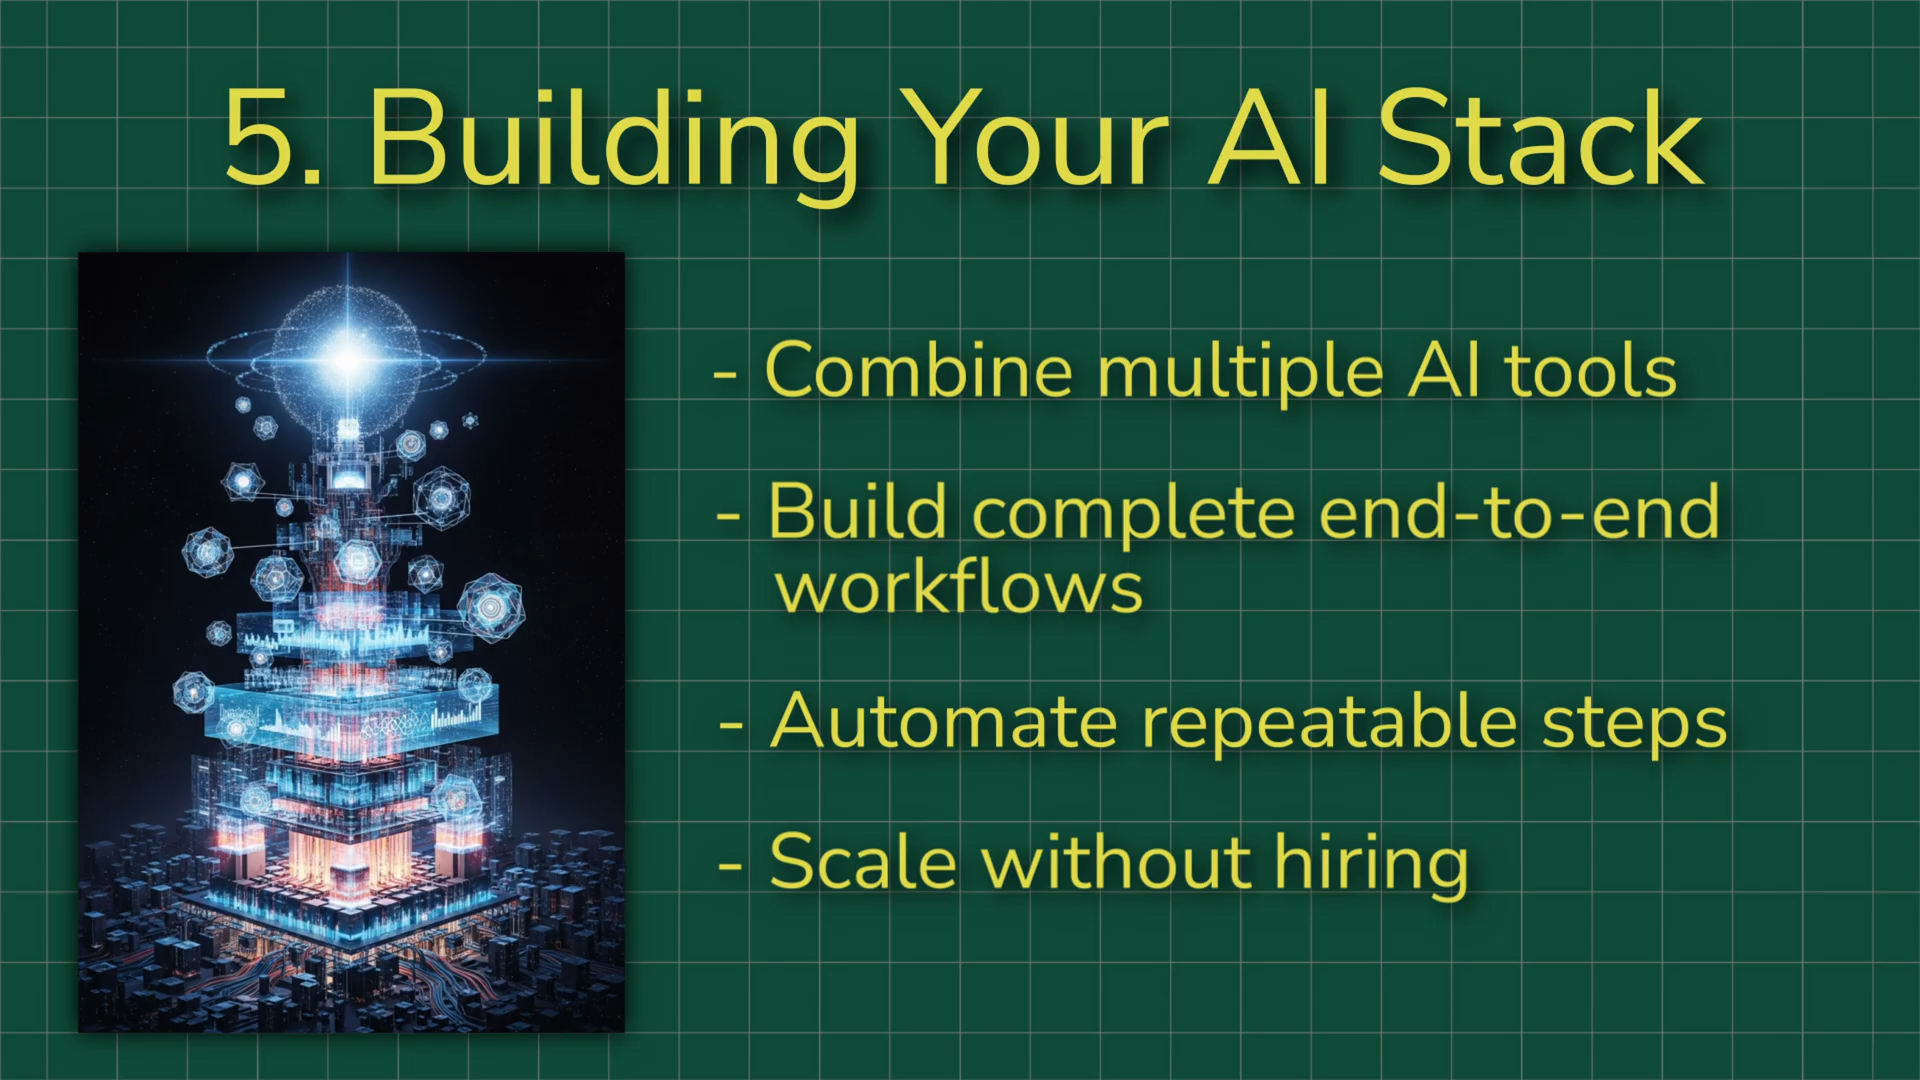 5. Building Your AI Stack
- Combine multiple AI tools
- Build complete end-to-end
workflows
- Automate repeatable steps
- Scale without hiring